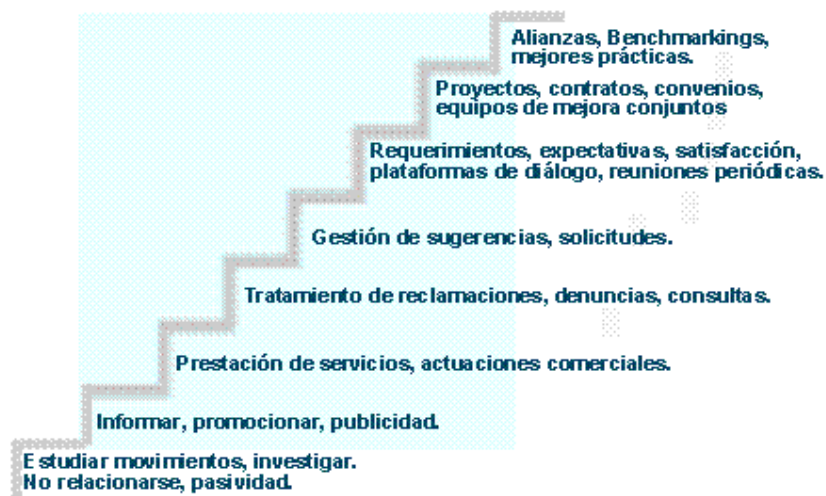 Alianzas, Benchmarkings,
mejores prácticas.
Proyectos, contratos, convenios,
equipos de mejora conjuntos
Requerimientos, expectativas, satisfacción,
plataformas de diálogo, reuniones periódicas.
Gestión de sugerencias, solicitudes.
Tratamiento de reclamaciones, denuncias, consultas.
Prestación de servicios, actuaciones comerciales.
Informar, promocionar, publicidad.
Estudiar movimientos, investigar.
No relacionarse, pasividad.